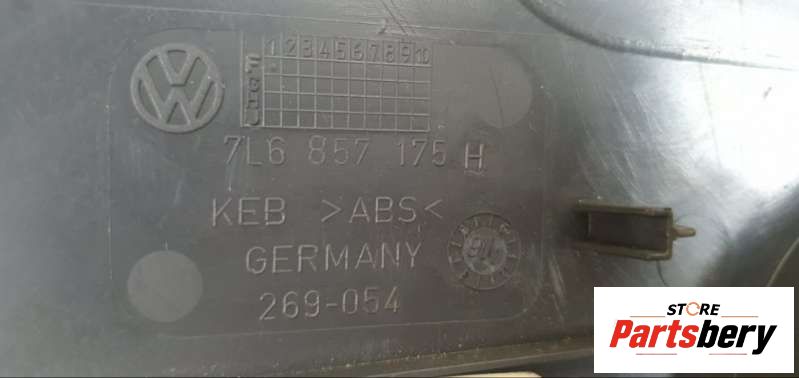 1 2 3 4 5 6 7 8 9 10
F
G
H
J
7L6 857 175 H
KEB >ABS<
GERMANY
269-054
STORE
Partsbery